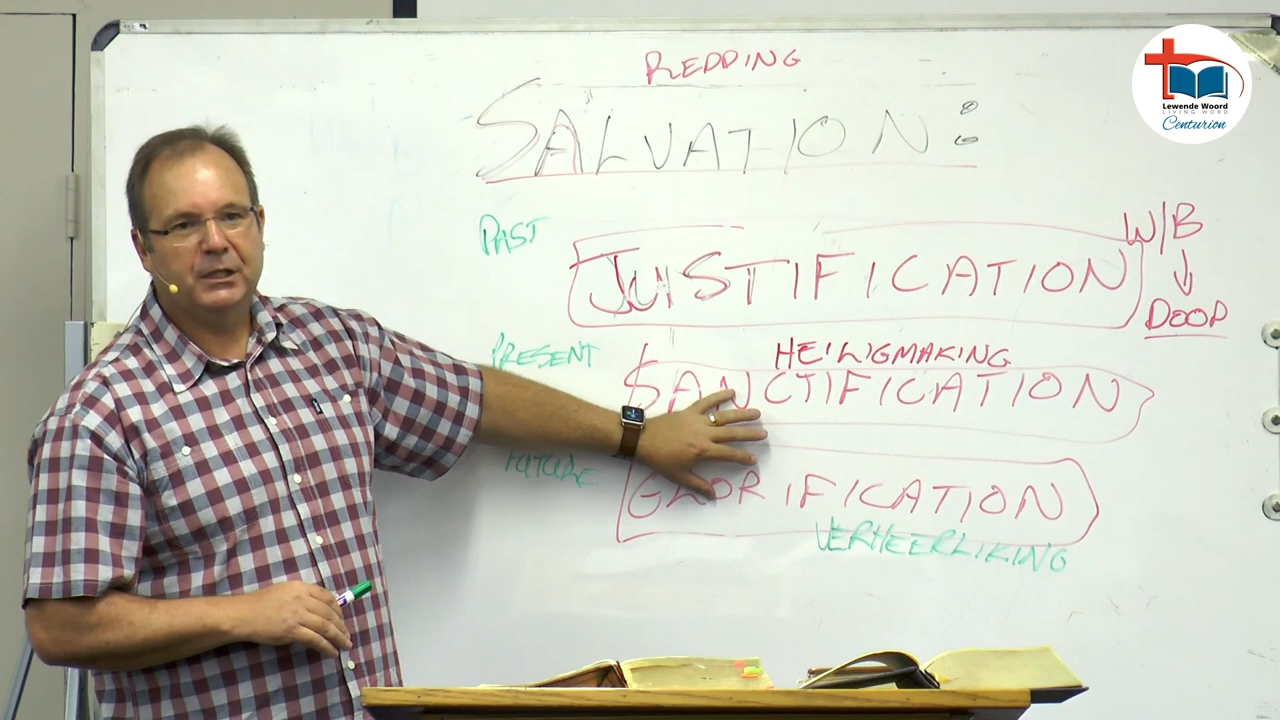 REDDING
SALVATION:
PAST
JUSTIFICATION
W/B
DOOP
PRESENT
HEILIGMAKING
SANCTIFICATION
FUTURE
GLORIFICATION
VERHEERLIKING
Lewende Woord
LIVING WORD
Centurion